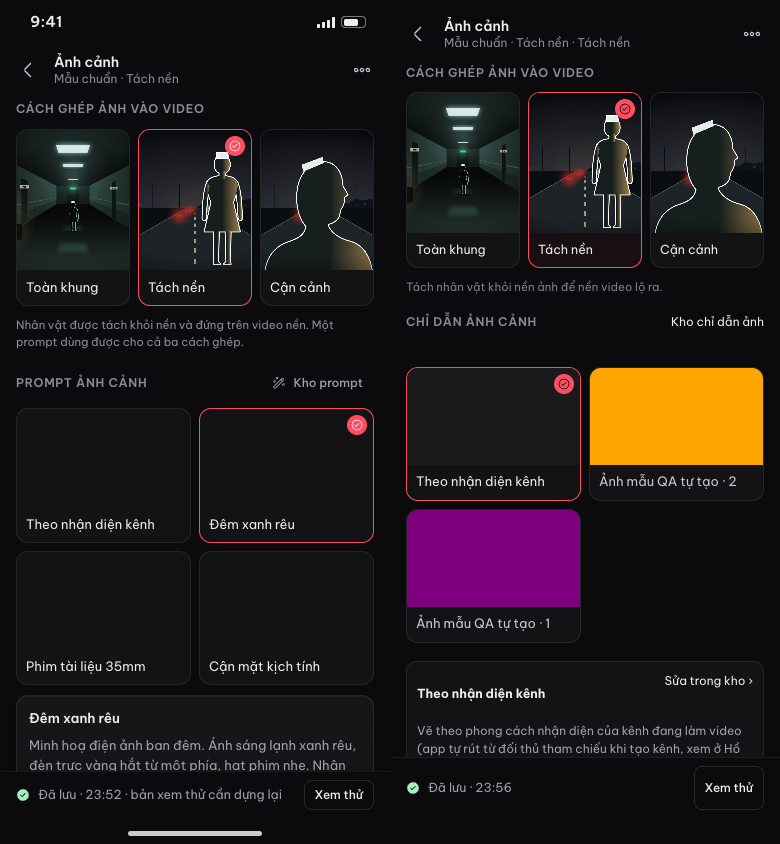 9:41
Ảnh cảnh
Mẫu chuẩn · Tách nền
CÁCH GHÉP ẢNH VÀO VIDEO
Toàn khung
Tách nền
Cận cảnh
Nhân vật được tách khỏi nền và đứng trên video nền. Một
prompt dùng được cho cả ba cách ghép.
PROMPT ẢNH CẢNH
Kho prompt
Theo nhận diện kênh
Đêm xanh rêu
Phim tài liệu 35mm
Cận mặt kịch tính
Đêm xanh rêu
Minh hoạ điện ảnh ban đêm. Ánh sáng lạnh xanh rêu,
đèn trực vàng hắt từ một phía, hạt phim nhẹ. Nhân
Đã lưu · 23:52 · bản xem thử cần dựng lại
Xem thử
Ảnh cảnh
Mẫu chuẩn · Tách nền · Tách nền
CÁCH GHÉP ẢNH VÀO VIDEO
Toàn khung
Tách nền
Cận cảnh
Tách nhân vật khỏi nền ảnh để nền video lộ ra.
CHỈ DẪN ẢNH CẢNH
Kho chỉ dẫn ảnh
Theo nhận diện kênh
Ảnh mẫu QA tự tạo · 2
Ảnh mẫu QA tự tạo · 1
Sửa trong kho ›
Theo nhận diện kênh
Vẽ theo phong cách nhận diện của kênh đang làm video
(app tự rút từ đối thủ tham chiếu khi tạo kênh, xem ở Hồ
Đã lưu · 23:56
Xem thử